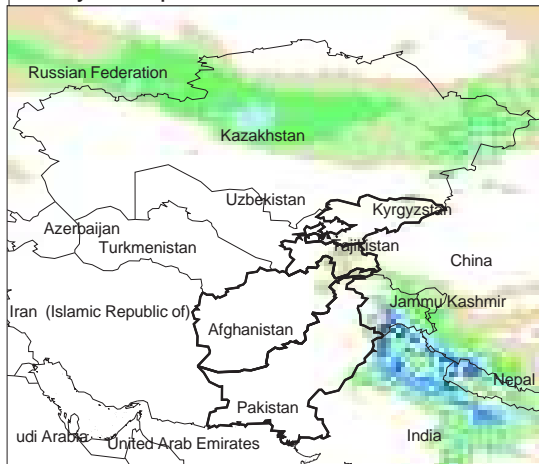 Russian Federation
Kazakhstan
Uzbekistan
Kyrgyzstan
Azerbaijan
Turkmenistan
Tajikistan
China
Iran (Islamic Republic of)
Jammu Kashmir
Afghanistan
Nepal
Pakistan
udi Arabia
United Arab Emirates
India